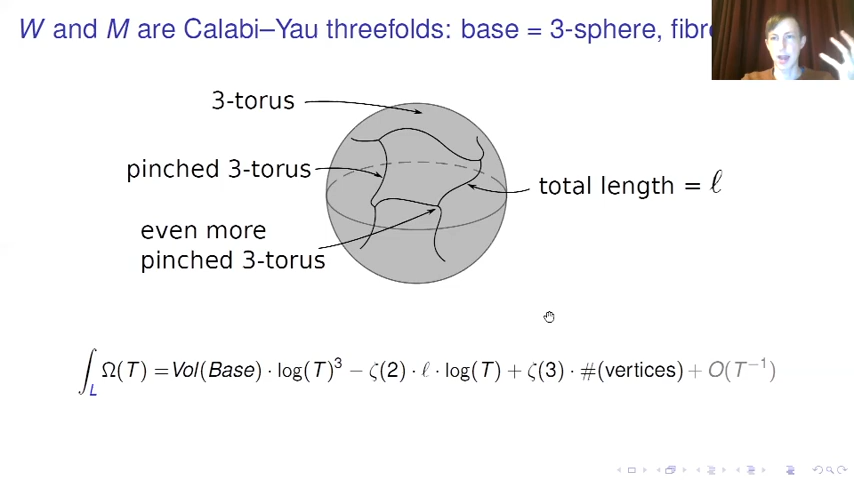 W and M are Calabi–Yau threefolds: base = 3-sphere, fibre
3-torus
pinched 3-torus
total length = ℓ
even more
pinched 3-torus
∫_L Ω(T) = Vol(Base) · log(T)³ − ζ(2) · ℓ · log(T) + ζ(3) · #(vertices) + O(T⁻¹)